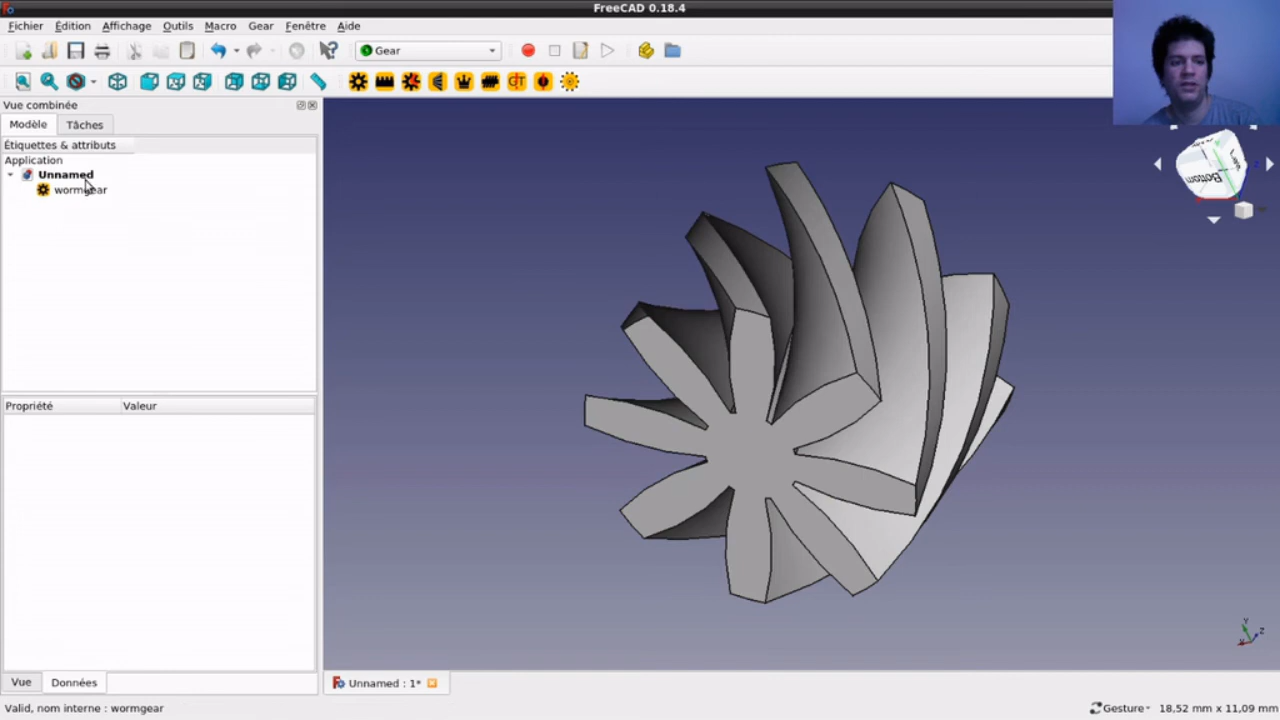 FreeCAD 0.18.4
Fichier Édition Affichage Outils Macro Gear Fenêtre Aide
Gear
Vue combinée
Modèle Tâches
Étiquettes & attributs
Application
Unnamed
wormgear
Propriété Valeur
Vue Données
Bottom
Y
Z
X
Unnamed : 1*
Valid, nom interne : wormgear
Gesture
18,52 mm x 11,09 mm